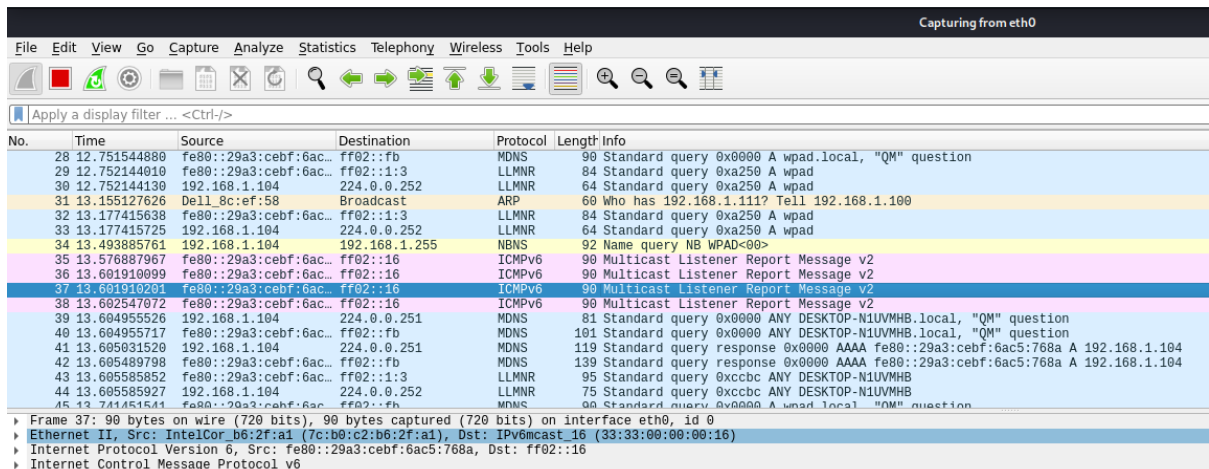 Capturing from eth0
File Edit View Go Capture Analyze Statistics Telephony Wireless Tools Help
Apply a display filter … <Ctrl-/>
No. Time Source Destination Protocol Length Info
28 12.751544880 fe80::29a3:cebf:6ac… ff02::fb MDNS 90 Standard query 0x0000 A wpad.local, "QM" question
29 12.752144010 fe80::29a3:cebf:6ac… ff02::1:3 LLMNR 84 Standard query 0xa250 A wpad
30 12.752144130 192.168.1.104 224.0.0.252 LLMNR 64 Standard query 0xa250 A wpad
31 13.155127626 Dell_8c:ef:58 Broadcast ARP 60 Who has 192.168.1.111? Tell 192.168.1.100
32 13.177415638 fe80::29a3:cebf:6ac… ff02::1:3 LLMNR 84 Standard query 0xa250 A wpad
33 13.177415725 192.168.1.104 224.0.0.252 LLMNR 64 Standard query 0xa250 A wpad
34 13.493885761 192.168.1.104 192.168.1.255 NBNS 92 Name query NB WPAD<00>
35 13.576887967 fe80::29a3:cebf:6ac… ff02::16 ICMPv6 90 Multicast Listener Report Message v2
36 13.601910099 fe80::29a3:cebf:6ac… ff02::16 ICMPv6 90 Multicast Listener Report Message v2
37 13.601910201 fe80::29a3:cebf:6ac… ff02::16 ICMPv6 90 Multicast Listener Report Message v2
38 13.602547072 fe80::29a3:cebf:6ac… ff02::16 ICMPv6 90 Multicast Listener Report Message v2
39 13.604955526 192.168.1.104 224.0.0.251 MDNS 81 Standard query 0x0000 ANY DESKTOP-N1UVMHB.local, "QM" question
40 13.604955717 fe80::29a3:cebf:6ac… ff02::fb MDNS 101 Standard query 0x0000 ANY DESKTOP-N1UVMHB.local, "QM" question
41 13.605031520 192.168.1.104 224.0.0.251 MDNS 119 Standard query response 0x0000 AAAA fe80::29a3:cebf:6ac5:768a A 192.168.1.104
42 13.605489798 fe80::29a3:cebf:6ac… ff02::fb MDNS 139 Standard query response 0x0000 AAAA fe80::29a3:cebf:6ac5:768a A 192.168.1.104
43 13.605585852 fe80::29a3:cebf:6ac… ff02::1:3 LLMNR 95 Standard query 0xccbc ANY DESKTOP-N1UVMHB
44 13.605585927 192.168.1.104 224.0.0.252 LLMNR 75 Standard query 0xccbc ANY DESKTOP-N1UVMHB
45 13.741451541 fe80::29a3:cebf:6ac… ff02::fb MDNS 90 Standard query 0x0000 A wpad.local, "QM" question
Frame 37: 90 bytes on wire (720 bits), 90 bytes captured (720 bits) on interface eth0, id 0
Ethernet II, Src: IntelCor_b6:2f:a1 (7c:b0:c2:b6:2f:a1), Dst: IPv6mcast_16 (33:33:00:00:00:16)
Internet Protocol Version 6, Src: fe80::29a3:cebf:6ac5:768a, Dst: ff02::16
Internet Control Message Protocol v6